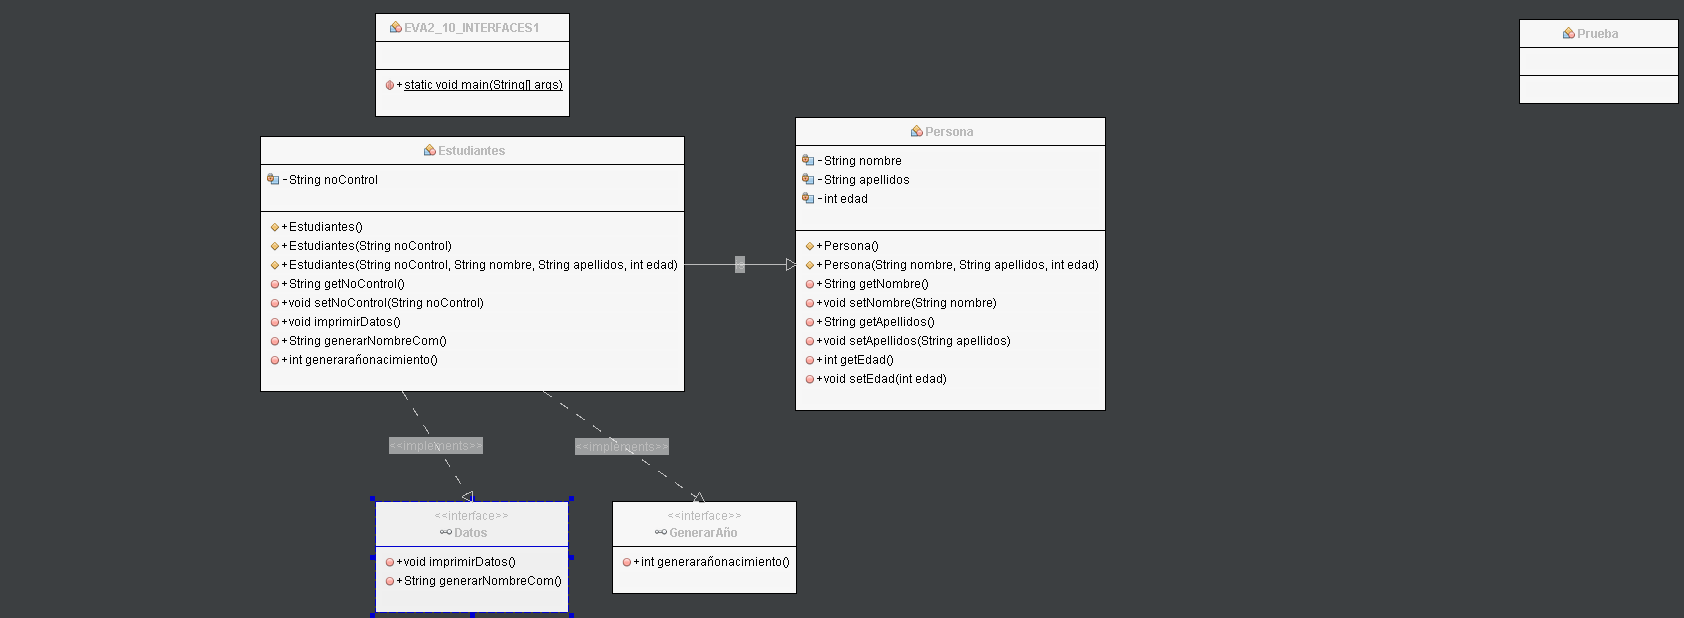 EVA2_10_INTERFACES1
+static void main(String[] args)
Prueba
Estudiantes
-String noControl
+Estudiantes()
+Estudiantes(String noControl)
+Estudiantes(String noControl, String nombre, String apellidos, int edad)
+String getNoControl()
+void setNoControl(String noControl)
+void imprimirDatos()
+String generarNombreCom()
+int generarañonacimiento()
Persona
-String nombre
-String apellidos
-int edad
+Persona()
+Persona(String nombre, String apellidos, int edad)
+String getNombre()
+void setNombre(String nombre)
+String getApellidos()
+void setApellidos(String apellidos)
+int getEdad()
+void setEdad(int edad)
<<implements>>
<<implements>>
<<interface>>
Datos
+void imprimirDatos()
+String generarNombreCom()
<<interface>>
GenerarAño
+int generarañonacimiento()